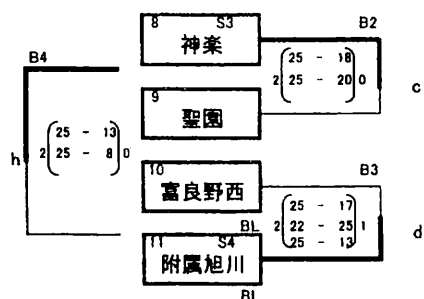 8 S3 B2
神楽
B4
25 - 18
2 25 - 20 0
c
9
聖園
25 - 13
h 2 25 - 8 0
10 B3
富良野西
25 - 17
2 22 - 25 1
25 - 13
d
BL
11 S4
附属旭川
BL